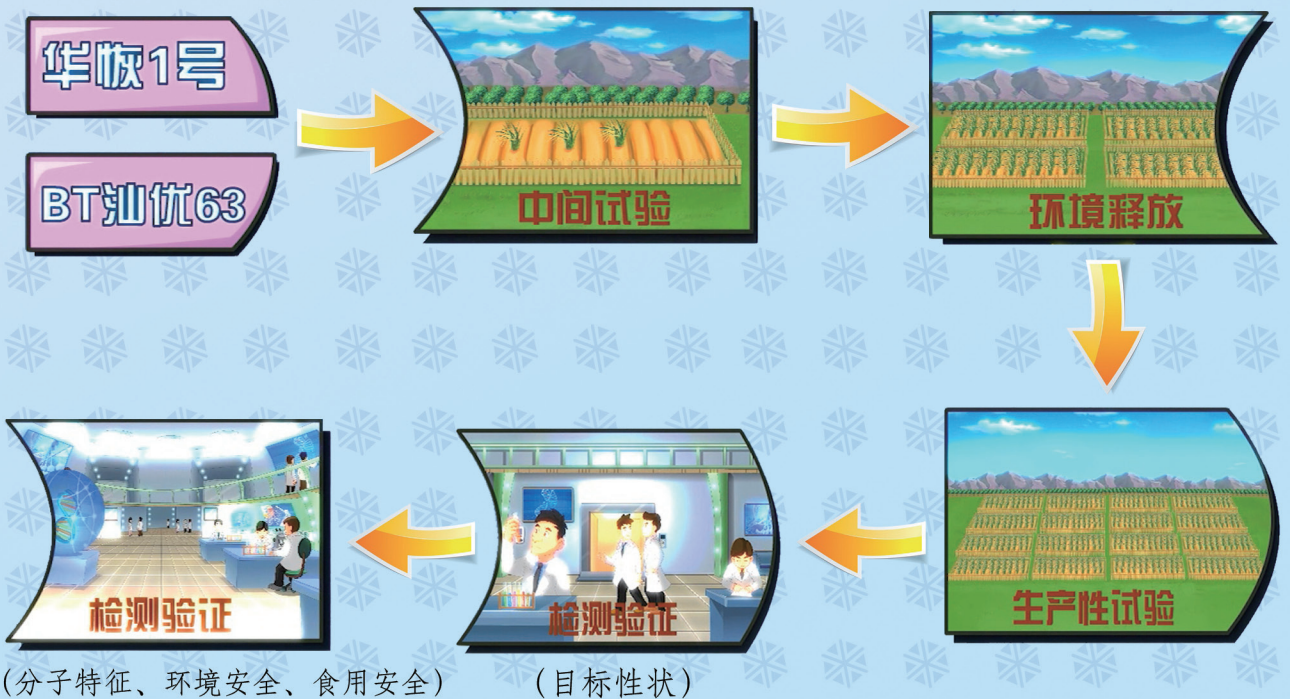 华恢1号
BT汕优63
中间试验
环境释放
生产性试验
检测验证
(目标性状)
检测验证
(分子特征、环境安全、食用安全)